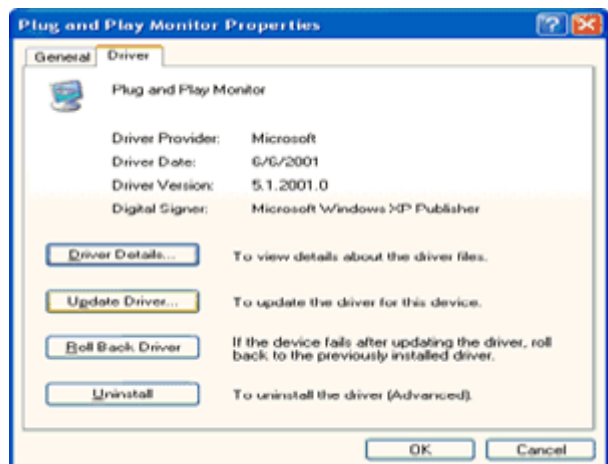 Plug and Play Monitor Properties
General Driver
Plug and Play Monitor
Driver Provider: Microsoft
Driver Date: 6/6/2001
Driver Version: 5.1.2001.0
Digital Signer: Microsoft Windows XP Publisher
Driver Details... To view details about the driver files.
Update Driver... To update the driver for this device.
Roll Back Driver If the device fails after updating the driver, roll
back to the previously installed driver.
Uninstall To uninstall the driver (Advanced).
OK Cancel